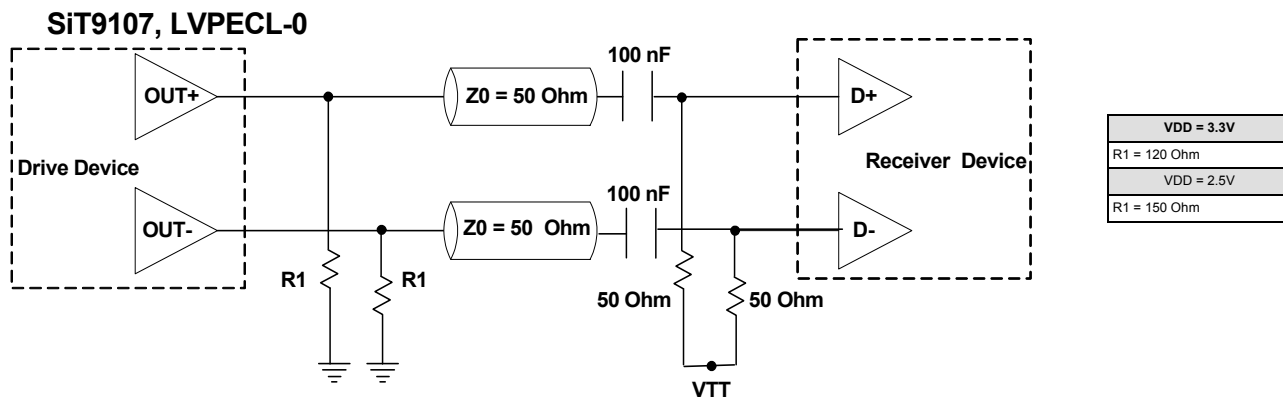 SiT9107, LVPECL-0
100 nF
OUT+
Z0 = 50 Ohm
D+
Drive Device
Receiver Device
100 nF
OUT-
Z0 = 50 Ohm
D-
R1
R1
50 Ohm
50 Ohm
VTT
VDD = 3.3V
R1 = 120 Ohm
VDD = 2.5V
R1 = 150 Ohm